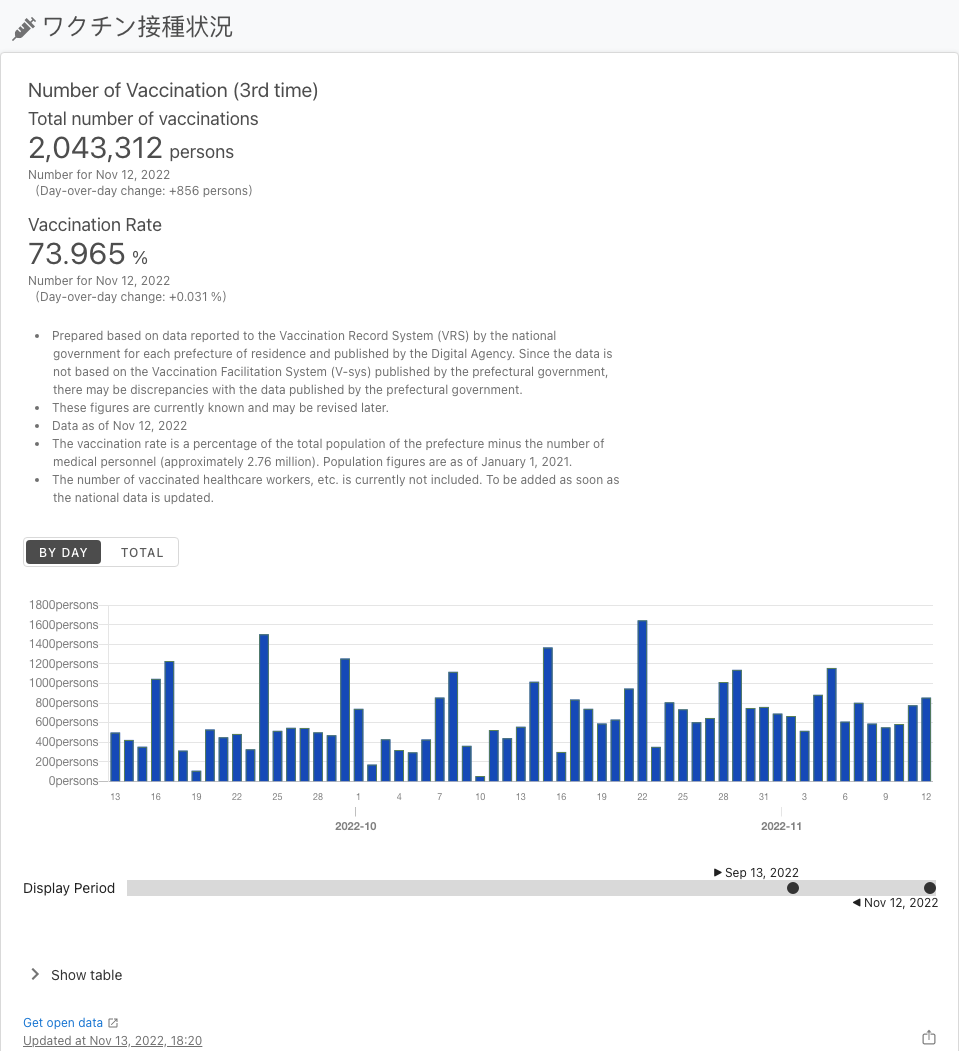 ワクチン接種状況
Number of Vaccination (3rd time)
Total number of vaccinations
2,043,312 persons
Number for Nov 12, 2022
(Day-over-day change: +856 persons)
Vaccination Rate
73.965 %
Number for Nov 12, 2022
(Day-over-day change: +0.031 %)
• Prepared based on data reported to the Vaccination Record System (VRS) by the national
government for each prefecture of residence and published by the Digital Agency. Since the data is
not based on the Vaccination Facilitation System (V-sys) published by the prefectural government,
there may be discrepancies with the data published by the prefectural government.
• These figures are currently known and may be revised later.
• Data as of Nov 12, 2022
• The vaccination rate is a percentage of the total population of the prefecture minus the number of
medical personnel (approximately 2.76 million). Population figures are as of January 1, 2021.
• The number of vaccinated healthcare workers, etc. is currently not included. To be added as soon as
the national data is updated.
BY DAY TOTAL
1800persons
1600persons
1400persons
1200persons
1000persons
800persons
600persons
400persons
200persons
0persons
13 16 19 22 25 28 1 4 7 10 13 16 19 22 25 28 31 3 6 9 12
2022-10 2022-11
Sep 13, 2022
Display Period
Nov 12, 2022
Show table
Get open data
Updated at Nov 13, 2022, 18:20